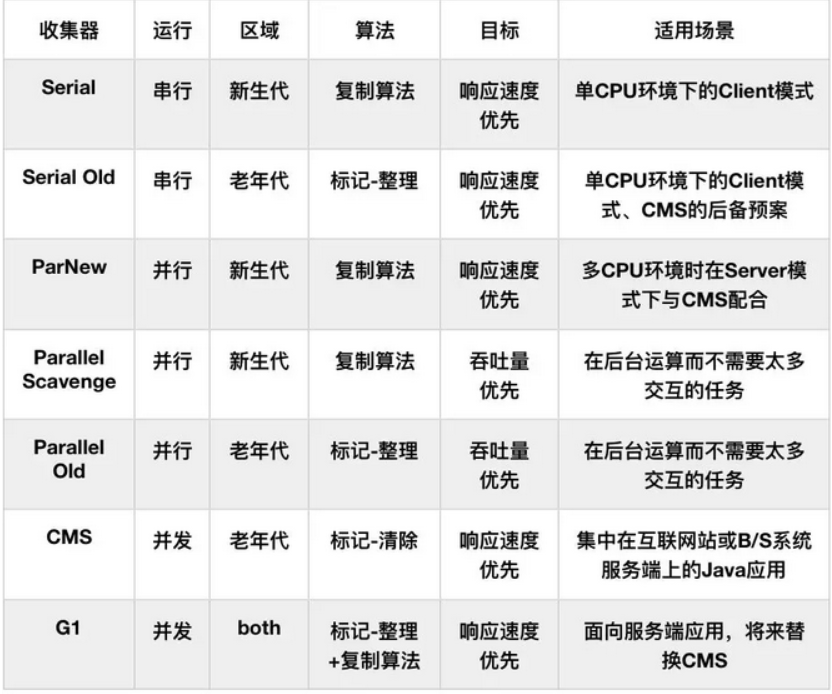 收集器 运行 区域 算法 目标 适用场景
Serial 串行 新生代 复制算法 响应速度 单CPU环境下的Client模式
优先
Serial Old 串行 老年代 标记-整理 响应速度 单CPU环境下的Client模
优先 式、CMS的后备预案
ParNew 并行 新生代 复制算法 响应速度 多CPU环境时在Server模
优先 式下与CMS配合
Parallel 并行 新生代 复制算法 吞吐量 在后台运算而不需要太多
Scavenge 优先 交互的任务
Parallel 并行 老年代 标记-整理 吞吐量 在后台运算而不需要太多
Old 优先 交互的任务
CMS 并发 老年代 标记-清除 响应速度 集中在互联网站或B/S系统
优先 服务端上的Java应用
G1 并发 both 标记-整理 响应速度 面向服务端应用，将来替
+复制算法 优先 换CMS